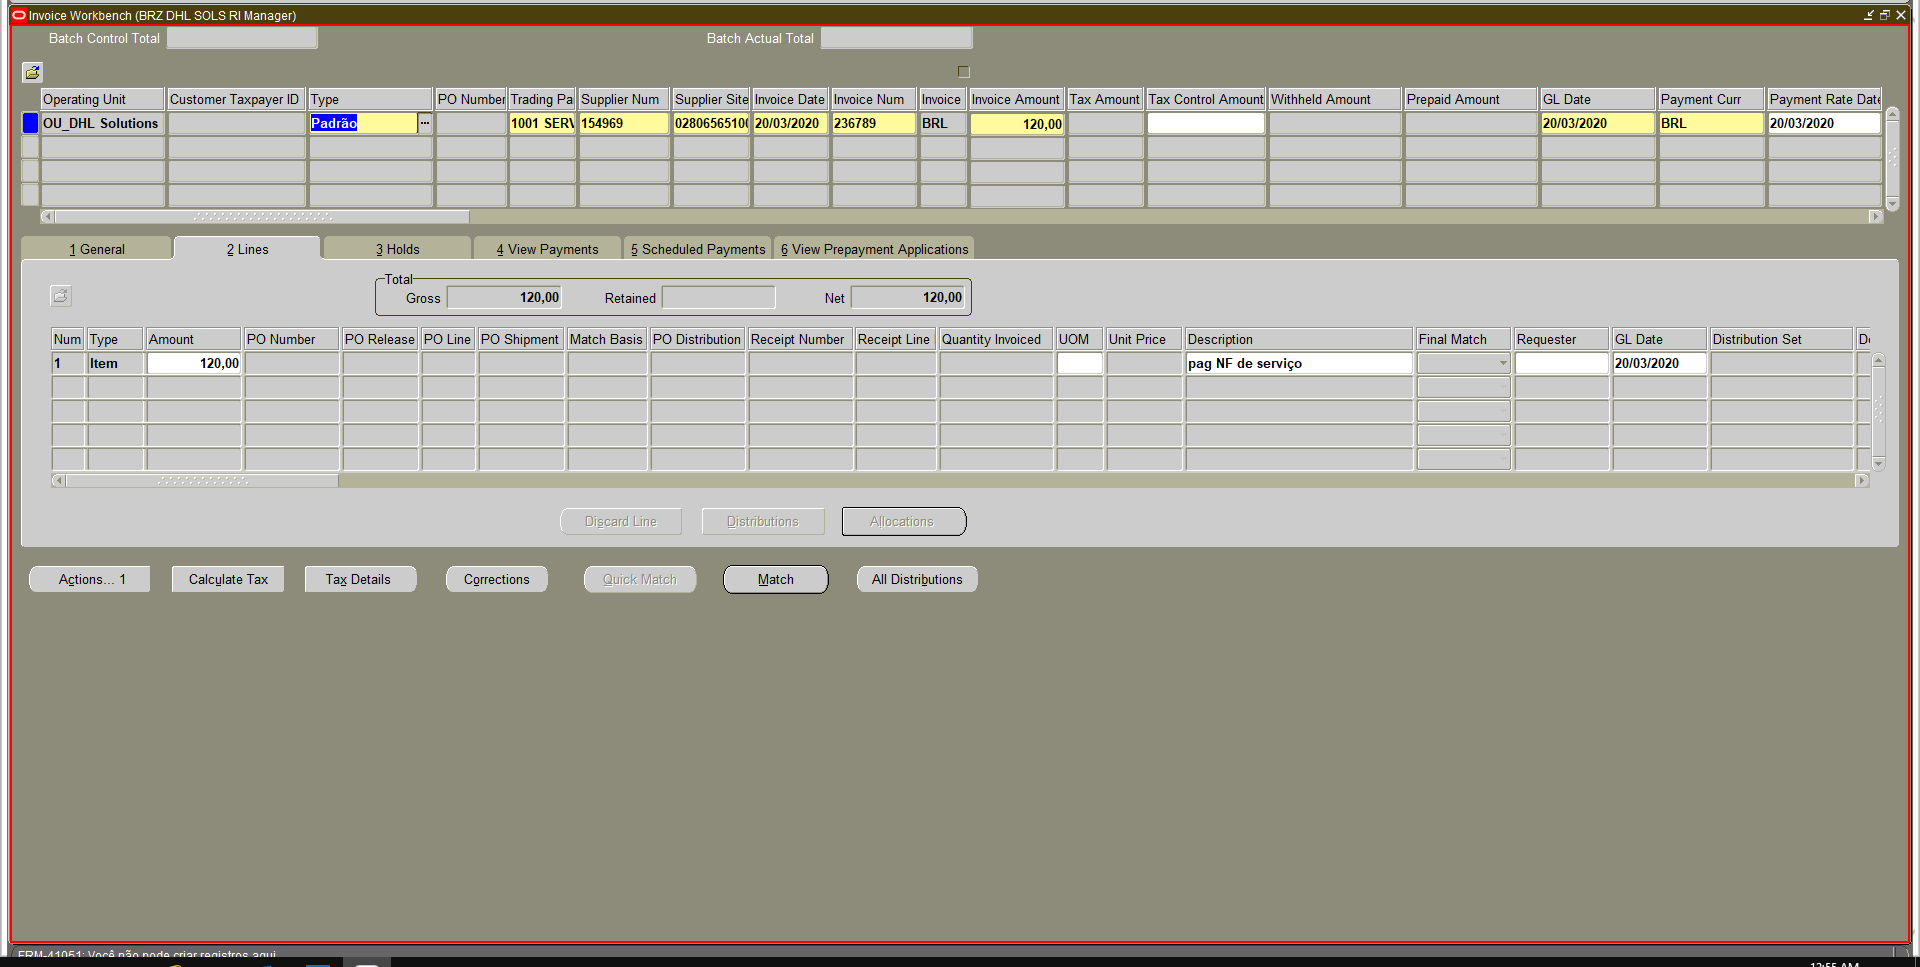 Invoice Workbench (BRZ DHL SOLS RI Manager)
Batch Control Total
Batch Actual Total
Operating Unit Customer Taxpayer ID Type PO Number Trading Pa Supplier Num Supplier Site Invoice Date Invoice Num Invoice Invoice Amount Tax Amount Tax Control Amount Withheld Amount Prepaid Amount GL Date Payment Curr Payment Rate Date
OU_DHL Solutions Padrão ... 1001 SERV 154969 02806565100 20/03/2020 236789 BRL 120,00 20/03/2020 BRL 20/03/2020
1 General 2 Lines 3 Holds 4 View Payments 5 Scheduled Payments 6 View Prepayment Applications
Total
Gross 120,00 Retained Net 120,00
Num Type Amount PO Number PO Release PO Line PO Shipment Match Basis PO Distribution Receipt Number Receipt Line Quantity Invoiced UOM Unit Price Description Final Match Requester GL Date Distribution Set
1 Item 120,00 pag NF de serviço 20/03/2020
Discard Line Distributions Allocations
Actions... 1 Calculate Tax Tax Details Corrections Quick Match Match All Distributions
FRM-41051: Você não pode criar registros aqui
12:55 AM